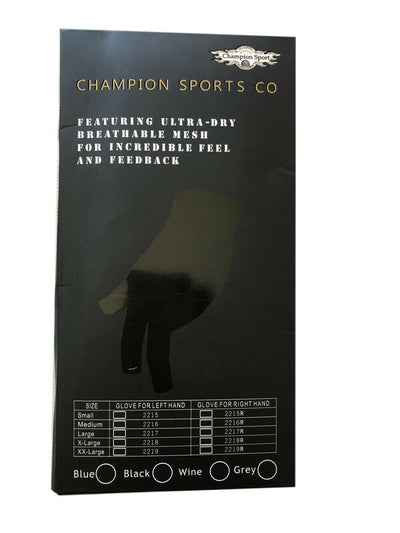 Champion Sport
CHAMPION SPORTS CO
FEATURING ULTRA-DRY
BREATHABLE MESH
FOR INCREDIBLE FEEL
AND FEEDBACK
SIZE GLOVE FOR LEFT HAND GLOVE FOR RIGHT HAND
Small 2215 2215R
Medium 2216 2216R
Large 2217 2217R
X-Large 2218 2218R
XX-Large 2219 2219R
Blue Black Wine Grey